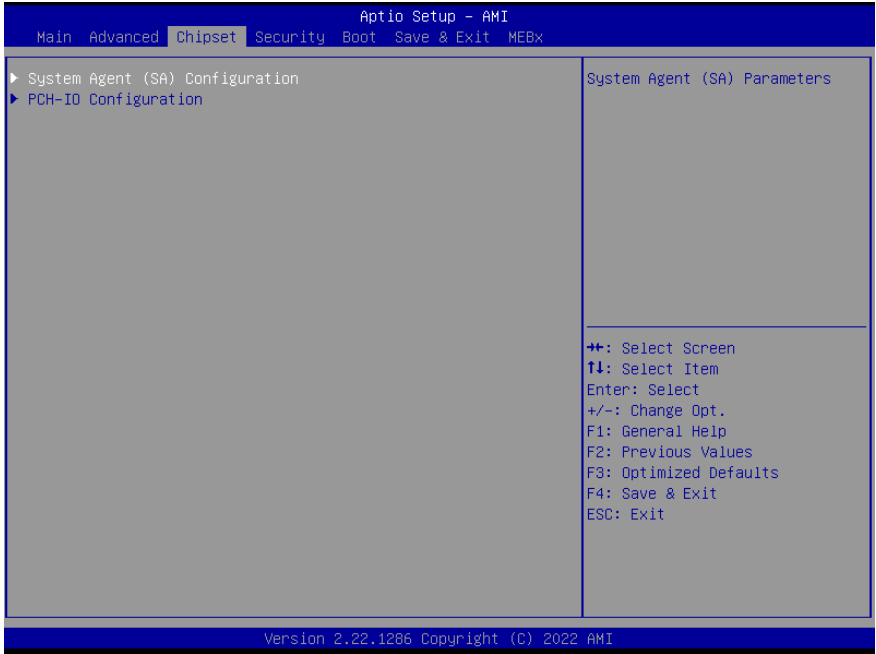 Aptio Setup – AMI
Main Advanced Chipset Security Boot Save & Exit MEBx
▶ System Agent (SA) Configuration
▶ PCH-IO Configuration
System Agent (SA) Parameters
→←: Select Screen
↑↓: Select Item
Enter: Select
+/-: Change Opt.
F1: General Help
F2: Previous Values
F3: Optimized Defaults
F4: Save & Exit
ESC: Exit
Version 2.22.1286 Copyright (C) 2022 AMI